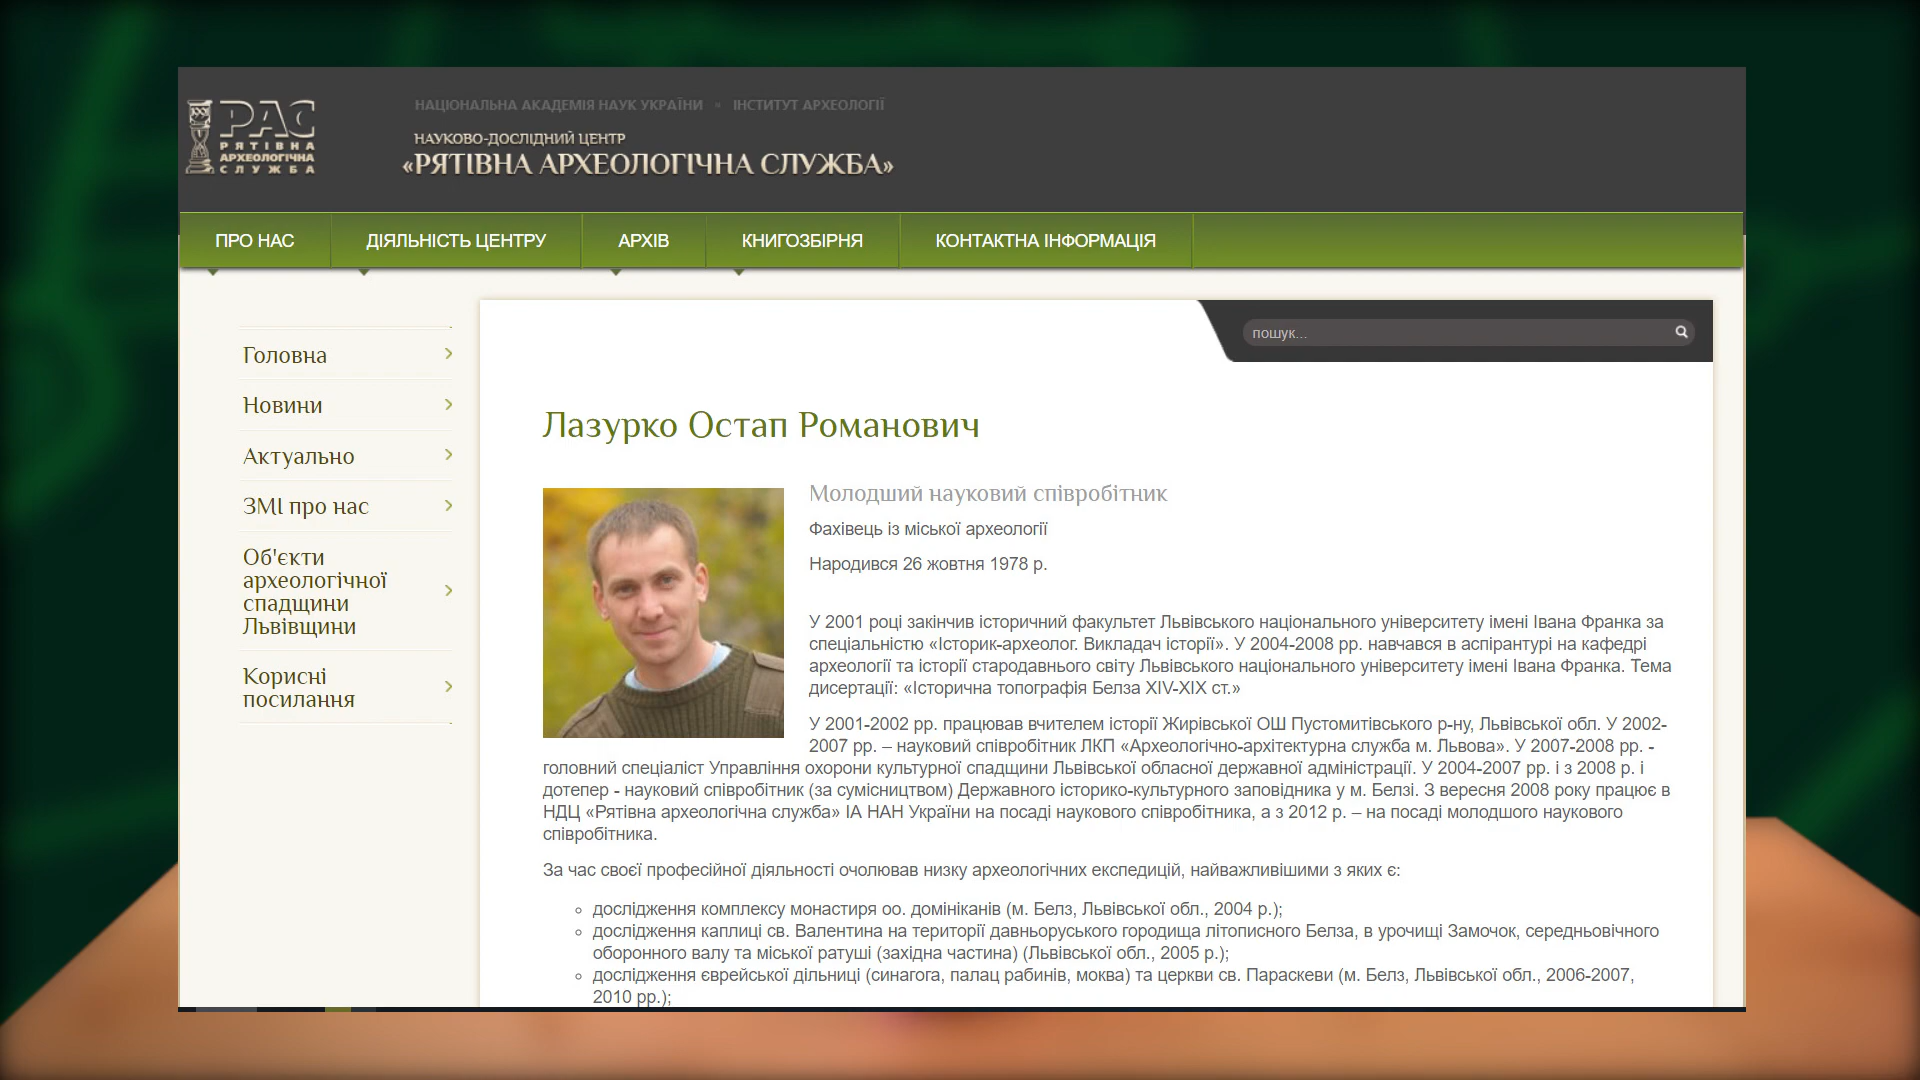 РАС
РЯТІВНА
АРХЕОЛОГІЧНА
СЛУЖБА
НАЦІОНАЛЬНА АКАДЕМІЯ НАУК УКРАЇНИ » ІНСТИТУТ АРХЕОЛОГІЇ
НАУКОВО-ДОСЛІДНИЙ ЦЕНТР
«РЯТІВНА АРХЕОЛОГІЧНА СЛУЖБА»
ПРО НАС ДІЯЛЬНІСТЬ ЦЕНТРУ АРХІВ КНИГОЗБІРНЯ КОНТАКТНА ІНФОРМАЦІЯ
пошук...
Головна
Новини
Актуально
ЗМІ про нас
Об'єкти
археологічної
спадщини
Львівщини
Корисні
посилання
Лазурко Остап Романович
Молодший науковий співробітник
Фахівець із міської археології
Народився 26 жовтня 1978 р.
У 2001 році закінчив історичний факультет Львівського національного університету імені Івана Франка за
спеціальністю «Історик-археолог. Викладач історії». У 2004-2008 рр. навчався в аспірантурі на кафедрі
археології та історії стародавнього світу Львівського національного університету імені Івана Франка. Тема
дисертації: «Історична топографія Белза XIV-XIX ст.»
У 2001-2002 рр. працював вчителем історії Жирівської ОШ Пустомитівського р-ну, Львівської обл. У 2002-
2007 рр. – науковий співробітник ЛКП «Археологічно-архітектурна служба м. Львова». У 2007-2008 рр. -
головний спеціаліст Управління охорони культурної спадщини Львівської обласної державної адміністрації. У 2004-2007 рр. і з 2008 р. і
дотепер - науковий співробітник (за сумісництвом) Державного історико-культурного заповідника у м. Белзі. З вересня 2008 року працює в
НДЦ «Рятівна археологічна служба» ІА НАН України на посаді наукового співробітника, а з 2012 р. – на посаді молодшого наукового
співробітника.
За час своєї професійної діяльності очолював низку археологічних експедицій, найважливішими з яких є:
дослідження комплексу монастиря оо. домініканів (м. Белз, Львівської обл., 2004 р.);
дослідження каплиці св. Валентина на території давньоруського городища літописного Белза, в урочищі Замочок, середньовічного
оборонного валу та міської ратуші (західна частина) (Львівської обл., 2005 р.);
дослідження єврейської дільниці (синагога, палац рабинів, моква) та церкви св. Параскеви (м. Белз, Львівської обл., 2006-2007,
2010 рр.);